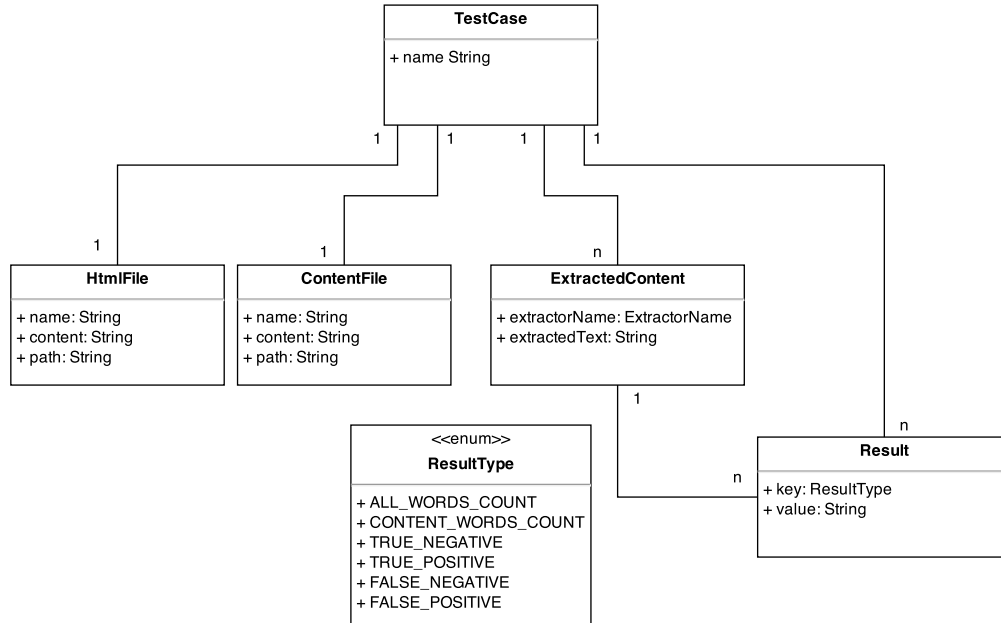 TestCase
+ name String
1
1
1
1
1
1
n
HtmlFile
+ name: String
+ content: String
+ path: String
ContentFile
+ name: String
+ content: String
+ path: String
ExtractedContent
+ extractorName: ExtractorName
+ extractedText: String
1
n
n
<<enum>>
ResultType
+ ALL_WORDS_COUNT
+ CONTENT_WORDS_COUNT
+ TRUE_NEGATIVE
+ TRUE_POSITIVE
+ FALSE_NEGATIVE
+ FALSE_POSITIVE
Result
+ key: ResultType
+ value: String